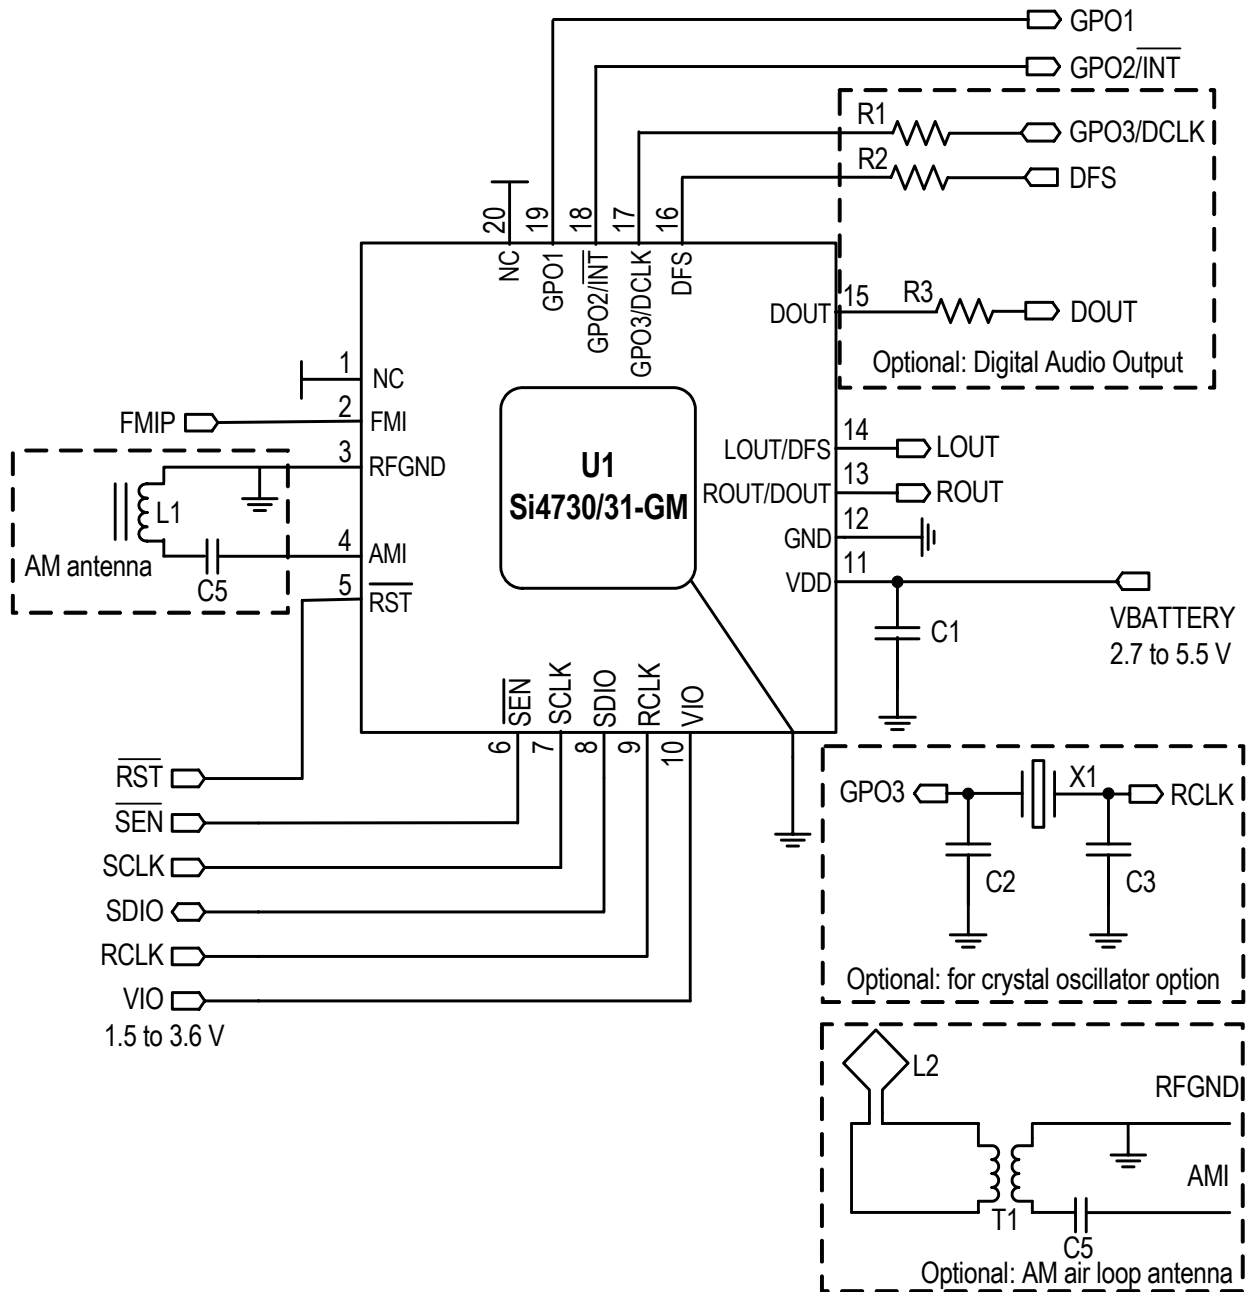 GPO1
GPO2/INT
R1
GPO3/DCLK
R2
DFS
20
19
18
17
16
NC
GPO1
GPO2/INT
GPO3/DCLK
DFS
DOUT
15
R3
DOUT
Optional: Digital Audio Output
1
NC
FMIP
2
FMI
3
RFGND
L1
AM antenna
C5
4
AMI
5
RST
U1
Si4730/31-GM
LOUT/DFS
14
LOUT
ROUT/DOUT
13
ROUT
GND
12
VDD
11
C1
VBATTERY
2.7 to 5.5 V
SEN
SCLK
SDIO
RCLK
VIO
6
7
8
9
10
RST
SEN
SCLK
SDIO
RCLK
VIO
1.5 to 3.6 V
GPO3
X1
RCLK
C2
C3
Optional: for crystal oscillator option
L2
RFGND
AMI
T1
C5
Optional: AM air loop antenna